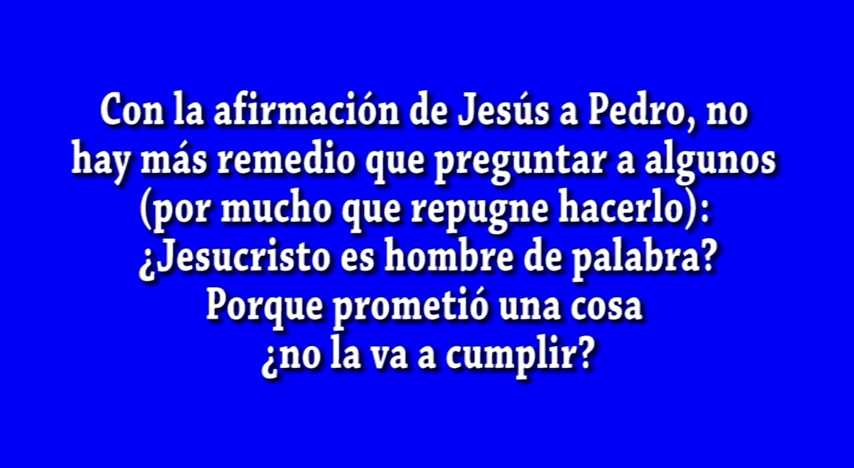 Con la afirmación de Jesús a Pedro, no
hay más remedio que preguntar a algunos
(por mucho que repugne hacerlo):
¿Jesucristo es hombre de palabra?
Porque prometió una cosa
¿no la va a cumplir?